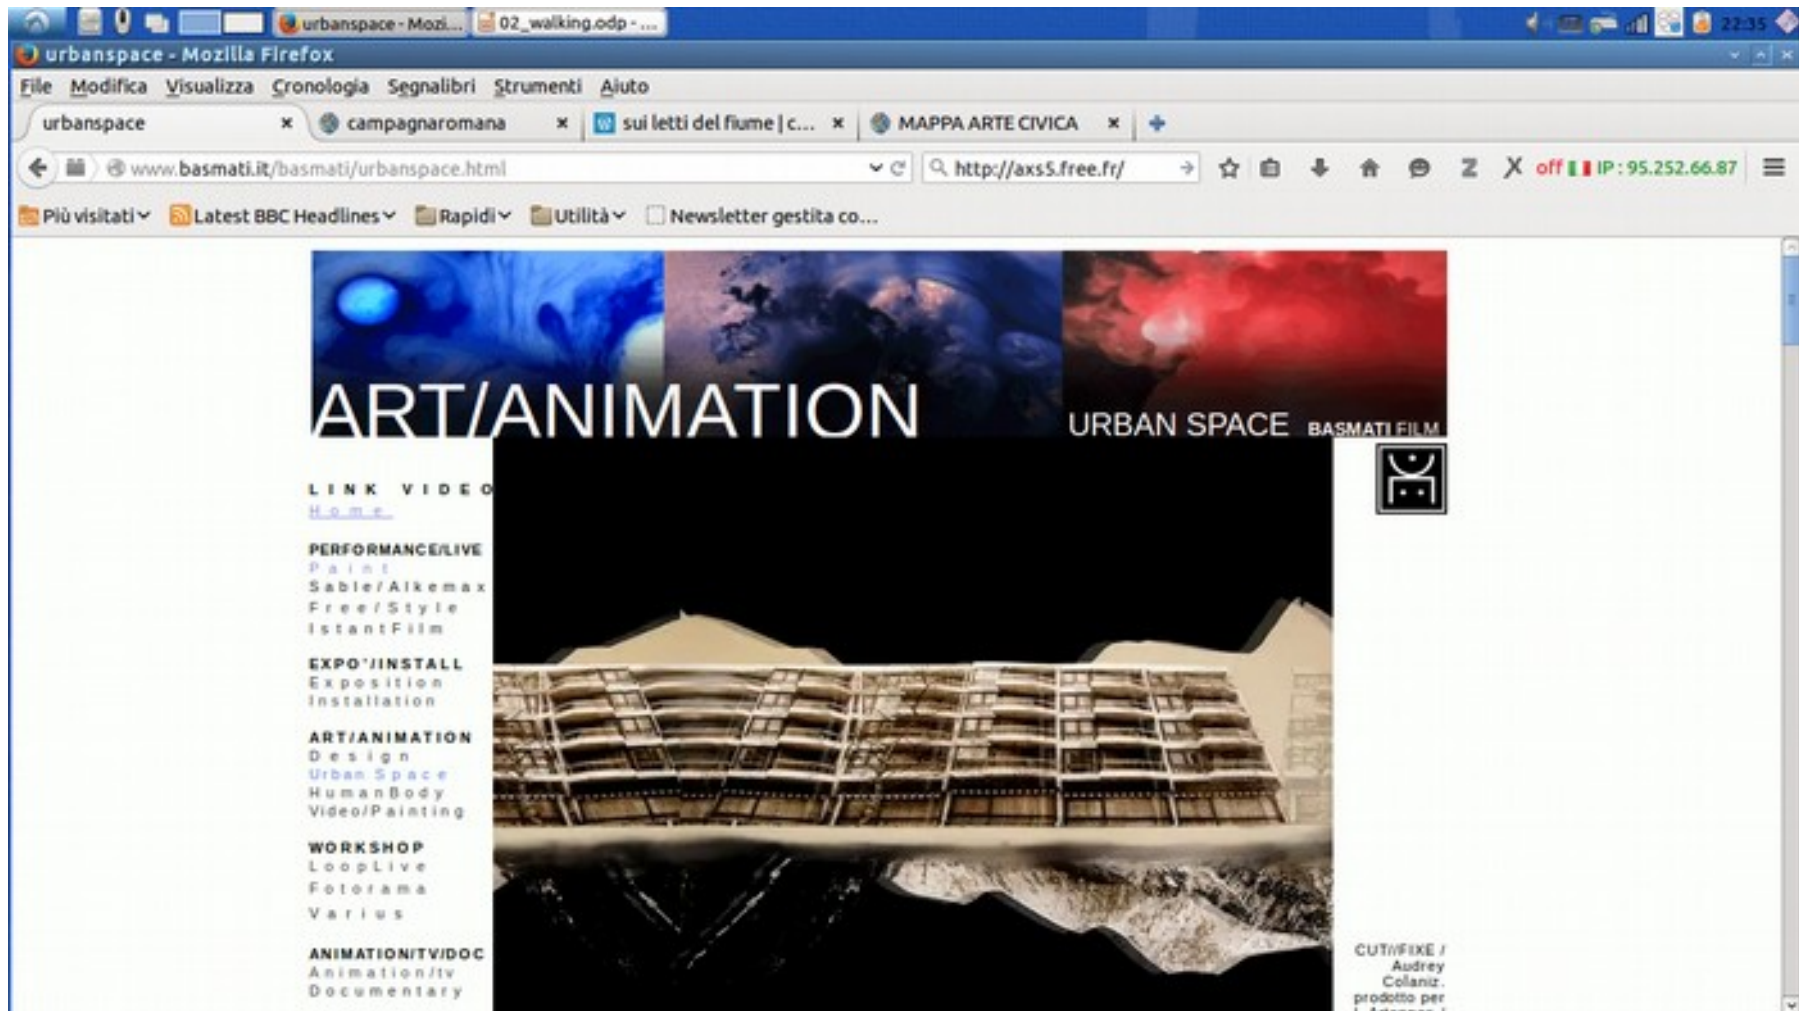 urbanspace - Mozi....
02_walking.odp - ...
22:35
urbanspace - Mozilla Firefox
File Modifica Visualizza Cronologia Segnalibri Strumenti Aiuto
urbanspace
campagnaromana
sui letti del fiume | c...
MAPPA ARTE CIVICA
www.basmati.it/basmati/urbanspace.html
http://axs5.free.fr/
Z X off IP : 95.252.66.87
Più visitati
Latest BBC Headlines
Rapidi
Utilità
Newsletter gestita co...
ART/ANIMATION
URBAN SPACE BASMATI FILM
LINK VIDEO
Home
PERFORMANCE/LIVE
Paint
Sable/Alkemax
Free/Style
IstantFilm
EXPO'/INSTALL
Exposition
Installation
ART/ANIMATION
Design
Urban Space
HumanBody
Video/Painting
WORKSHOP
LoopLive
Fotorama
Varius
ANIMATION/TV/DOC
Animation/tv
Documentary
CUT//FIXE /
Audrey
Colaniz.
prodotto per